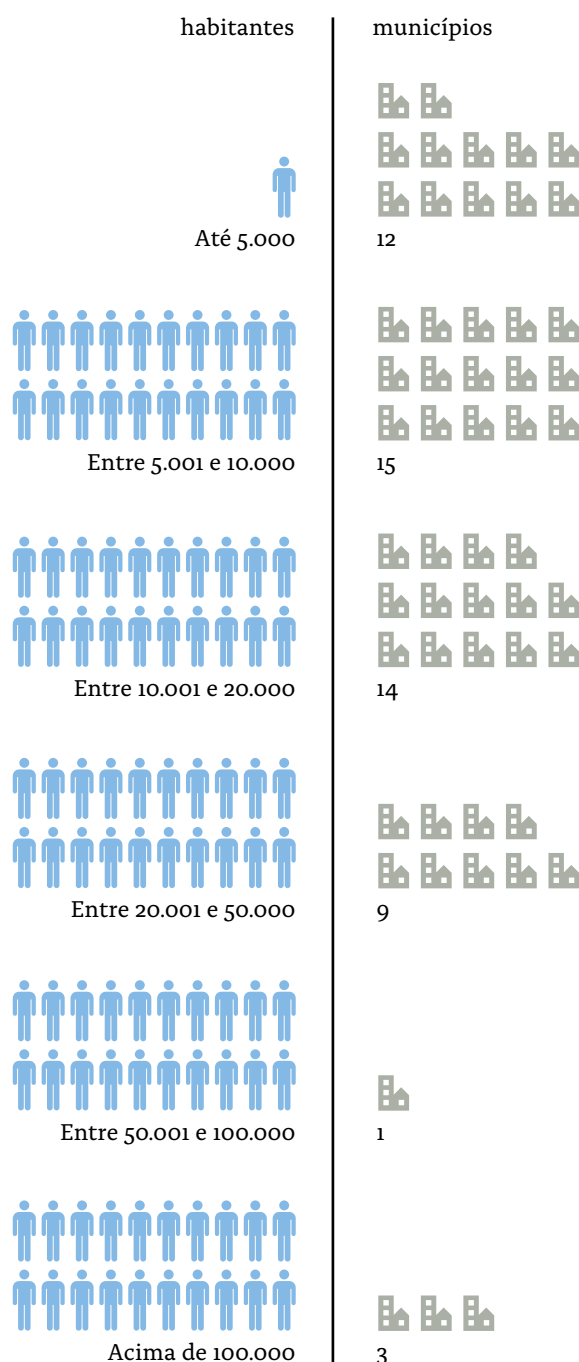 habitantes municípios
Até 5.000 12
Entre 5.001 e 10.000 15
Entre 10.001 e 20.000 14
Entre 20.001 e 50.000 9
Entre 50.001 e 100.000 1
Acima de 100.000 3